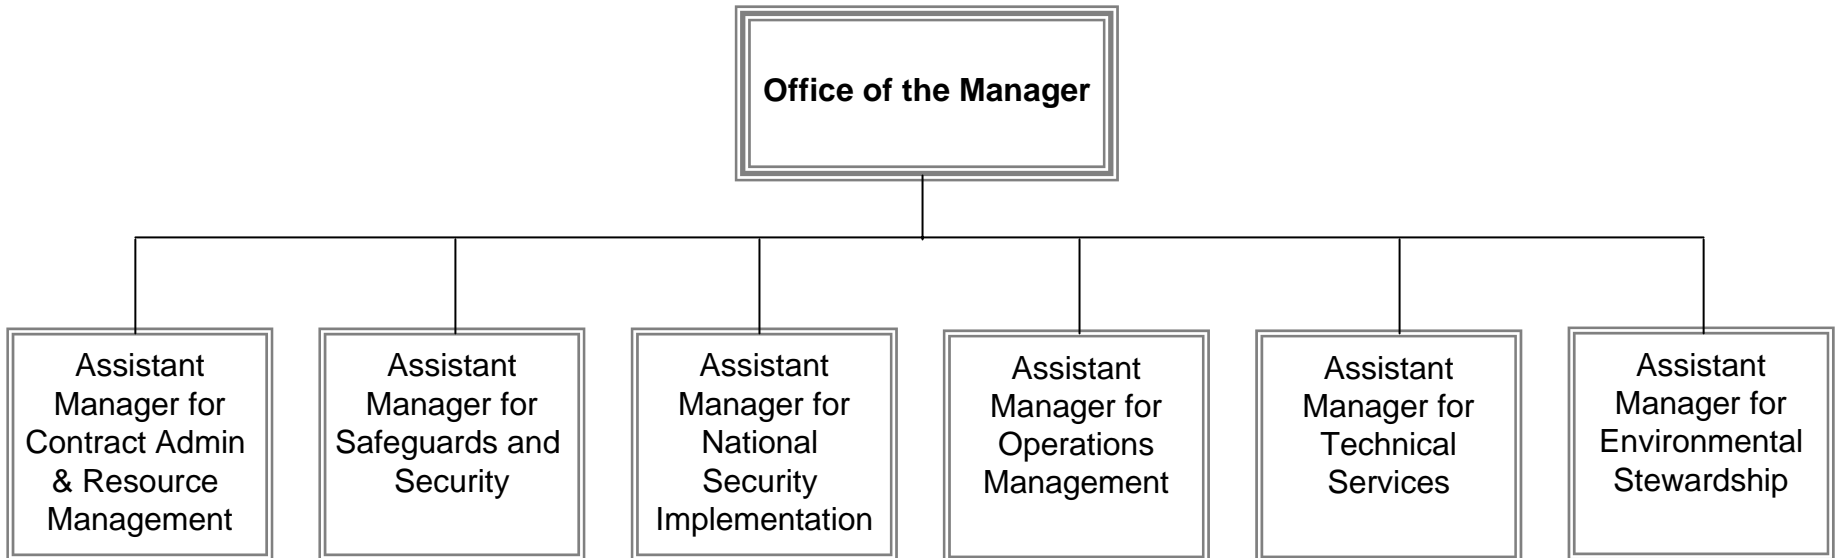 Office of the Manager
Assistant
Manager for
Contract Admin
& Resource
Management
Assistant
Manager for
Safeguards and
Security
Assistant
Manager for
National
Security
Implementation
Assistant
Manager for
Operations
Management
Assistant
Manager for
Technical
Services
Assistant
Manager for
Environmental
Stewardship